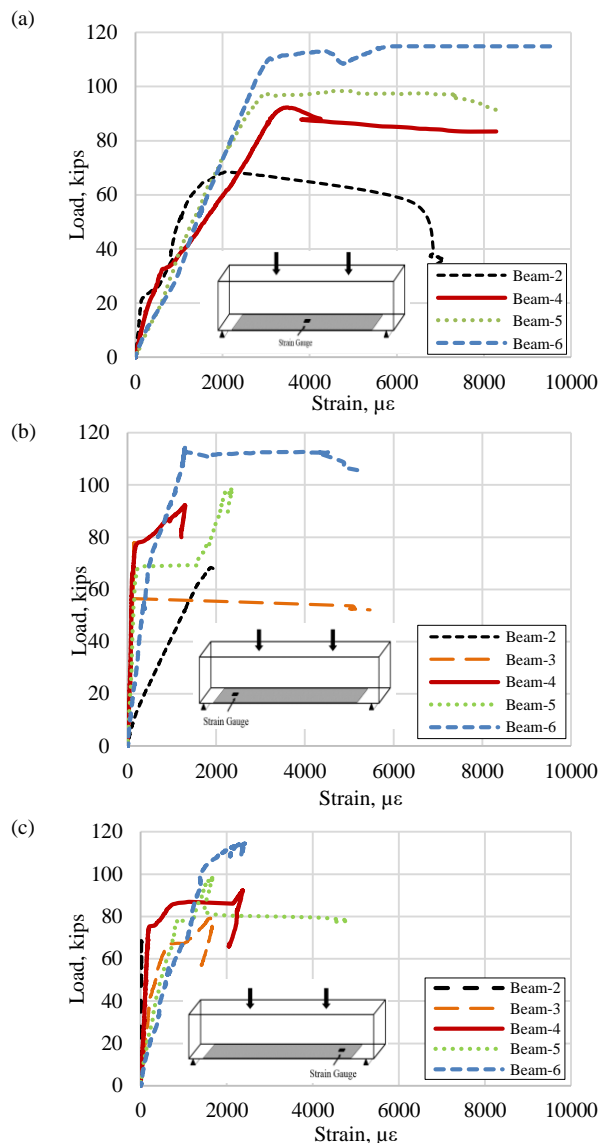 (a)
120
100
80
60
40
20
0
Load, kips
0 2000 4000 6000 8000 10000
Strain, µε
Strain Gauge
Beam-2
Beam-4
Beam-5
Beam-6
(b)
120
100
80
60
40
20
0
Load, kips
0 2000 4000 6000 8000 10000
Strain, µε
Strain Gauge
Beam-2
Beam-3
Beam-4
Beam-5
Beam-6
(c)
120
100
80
60
40
20
0
Load, kips
0 2000 4000 6000 8000 10000
Strain, µε
Strain Gauge
Beam-2
Beam-3
Beam-4
Beam-5
Beam-6